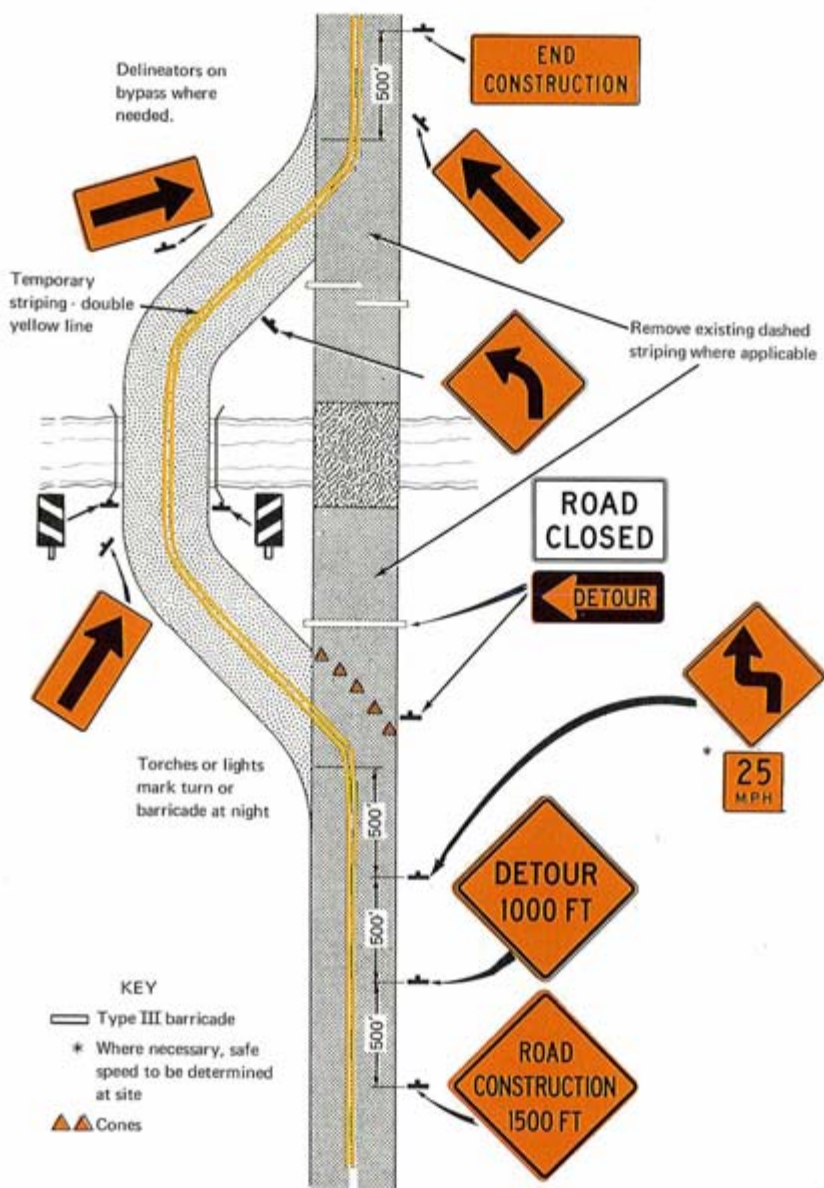 Delineators on
bypass where
needed.
500'
END
CONSTRUCTION
Temporary
striping - double
yellow line
Remove existing dashed
striping where applicable
ROAD
CLOSED
DETOUR
*
25
MPH
Torches or lights
mark turn or
barricade at night
500'
DETOUR
1000 FT
500'
500'
ROAD
CONSTRUCTION
1500 FT
KEY
Type III barricade
* Where necessary, safe
speed to be determined
at site
Cones